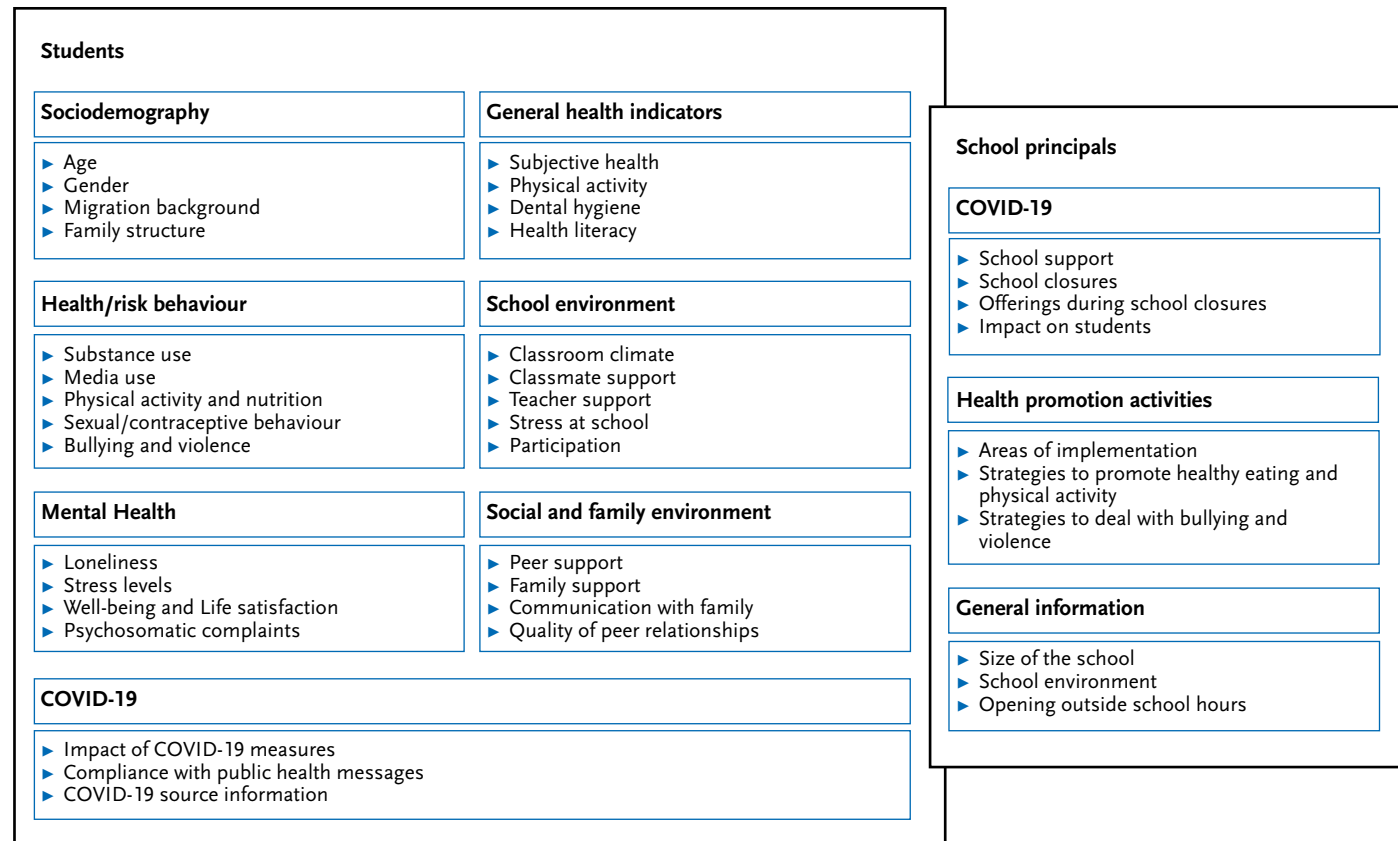 Students
Sociodemography
► Age
► Gender
► Migration background
► Family structure
General health indicators
► Subjective health
► Physical activity
► Dental hygiene
► Health literacy
Health/risk behaviour
► Substance use
► Media use
► Physical activity and nutrition
► Sexual/contraceptive behaviour
► Bullying and violence
School environment
► Classroom climate
► Classmate support
► Teacher support
► Stress at school
► Participation
Mental Health
► Loneliness
► Stress levels
► Well-being and Life satisfaction
► Psychosomatic complaints
Social and family environment
► Peer support
► Family support
► Communication with family
► Quality of peer relationships
COVID-19
► Impact of COVID-19 measures
► Compliance with public health messages
► COVID-19 source information
School principals
COVID-19
► School support
► School closures
► Offerings during school closures
► Impact on students
Health promotion activities
► Areas of implementation
► Strategies to promote healthy eating and
physical activity
► Strategies to deal with bullying and
violence
General information
► Size of the school
► School environment
► Opening outside school hours